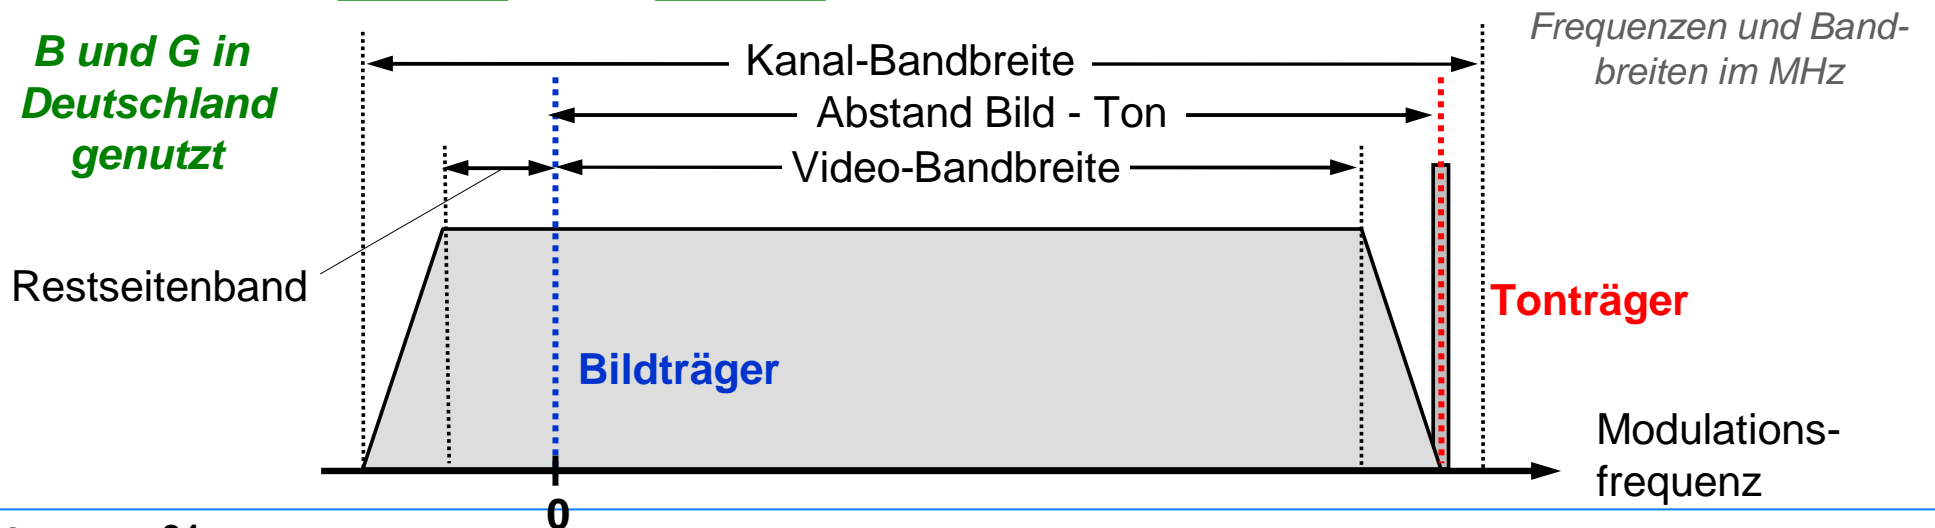 B und G in
Deutschland
genutzt
Frequenzen und Band-
breiten im MHz
Kanal-Bandbreite
Abstand Bild - Ton
Video-Bandbreite
Restseitenband
Bildträger
Tonträger
Modulations-
frequenz
0